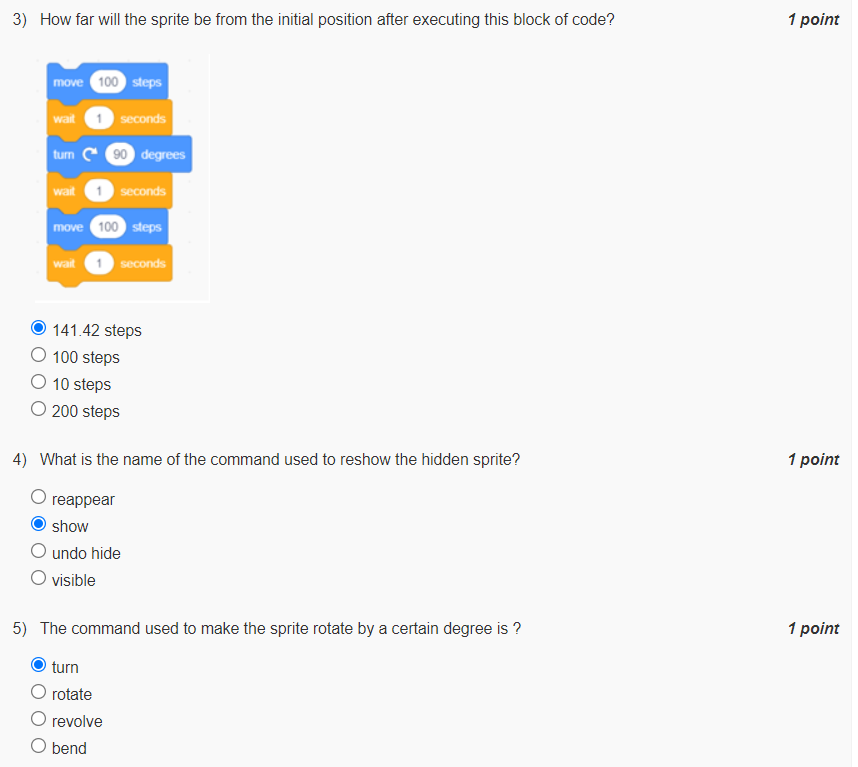 3) How far will the sprite be from the initial position after executing this block of code? 1 point
move 100 steps
wait 1 seconds
turn 90 degrees
wait 1 seconds
move 100 steps
wait 1 seconds
141.42 steps
100 steps
10 steps
200 steps
4) What is the name of the command used to reshow the hidden sprite? 1 point
reappear
show
undo hide
visible
5) The command used to make the sprite rotate by a certain degree is ? 1 point
turn
rotate
revolve
bend